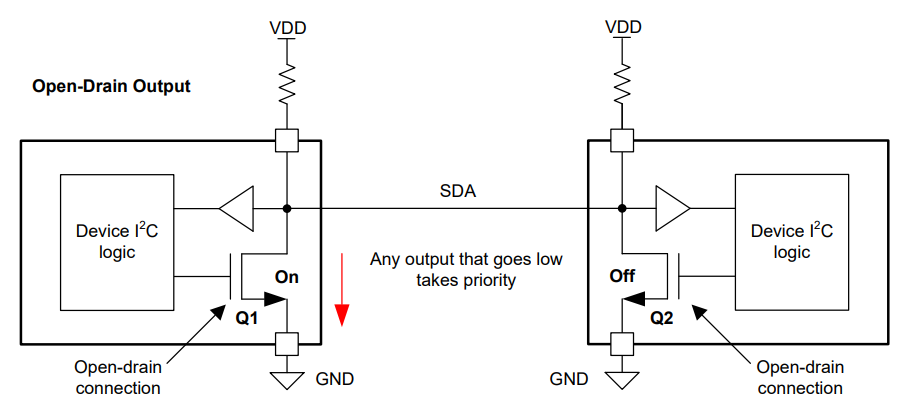 VDD
VDD
Open-Drain Output
SDA
Device I²C
logic
Any output that goes low
takes priority
Device I²C
logic
On
Off
Q1
Q2
Open-drain
connection
GND
GND
Open-drain
connection